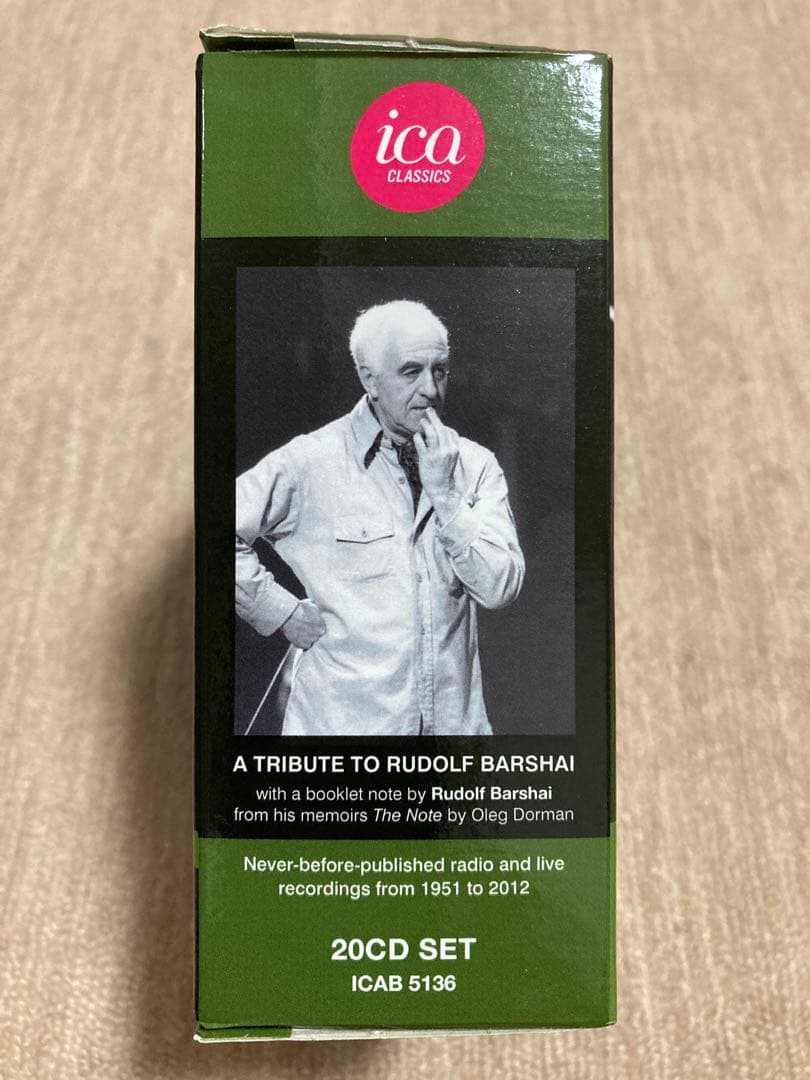 ica
CLASSICS
A TRIBUTE TO RUDOLF BARSHAI
with a booklet note by Rudolf Barshai
from his memoirs The Note by Oleg Dorman
Never-before-published radio and live
recordings from 1951 to 2012
20CD SET
ICAB 5136